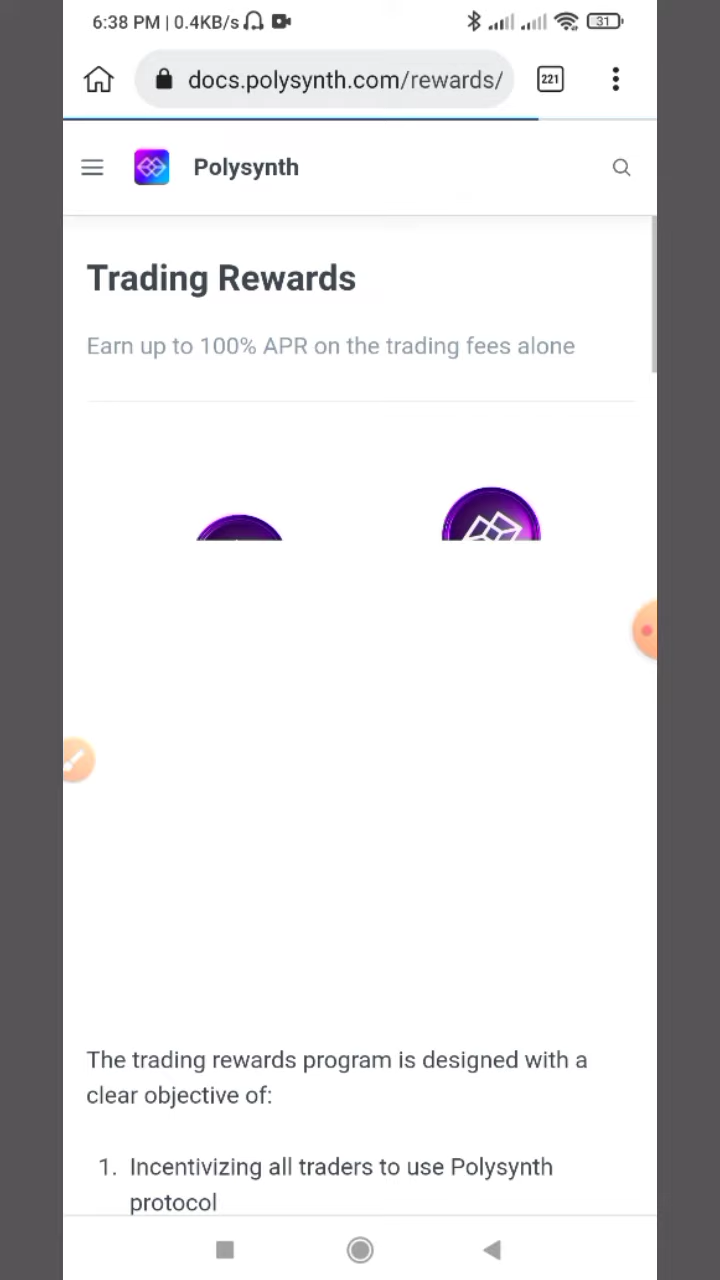 6:38 PM | 0.4KB/s
31
docs.polysynth.com/rewards/
221
Polysynth
Trading Rewards
Earn up to 100% APR on the trading fees alone
The trading rewards program is designed with a
clear objective of:
1. Incentivizing all traders to use Polysynth
protocol